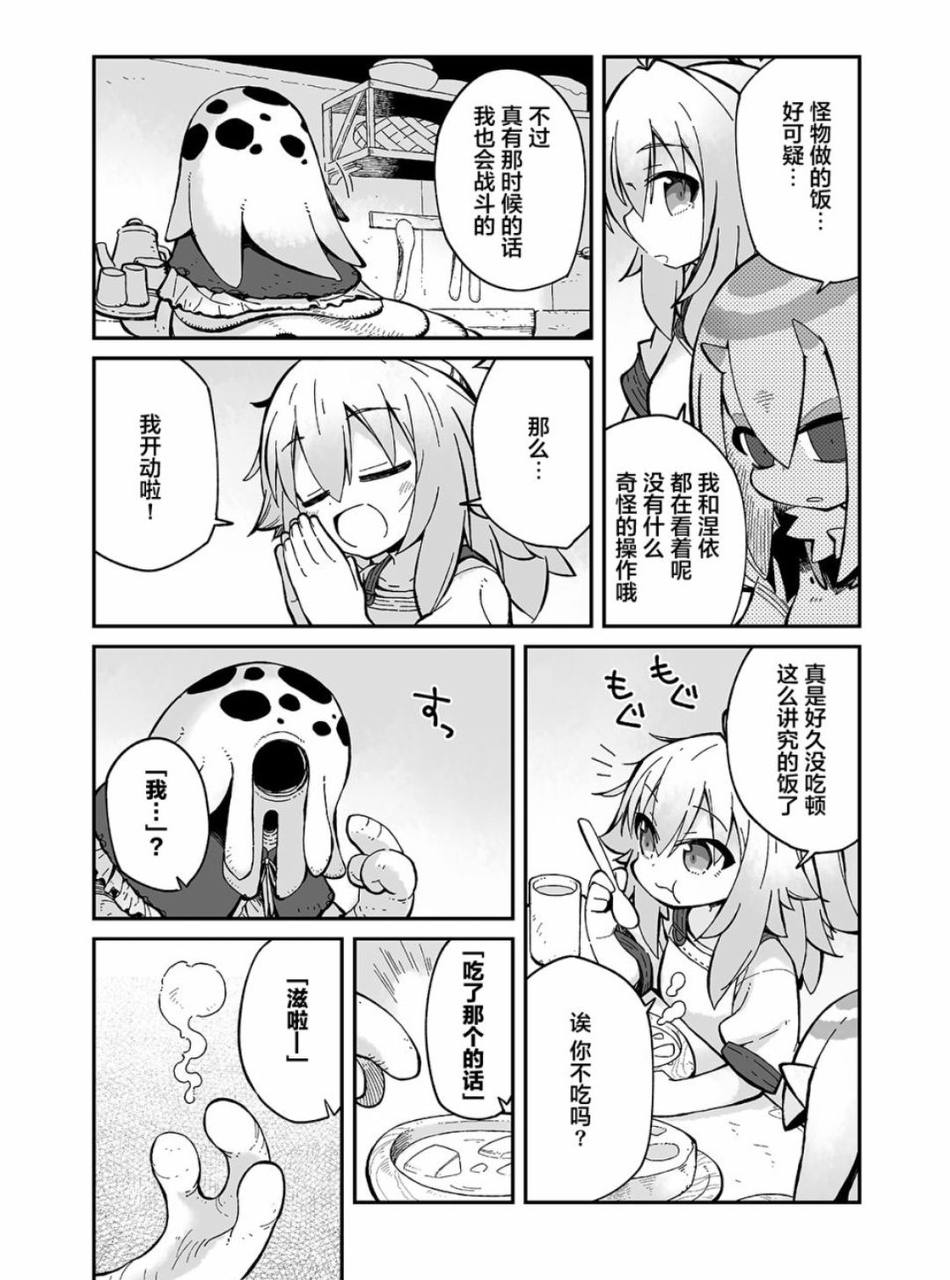 怪物做的饭…
好可疑…
我和涅依
都在看着呢
没有什么
奇怪的操作哦
不过
真有那时候的话
我也会战斗的
那么…
我开动啦！
真是好久没吃顿
这么讲究的饭了
もぐ
もぐ
诶 你不吃吗？
すっ
「我…」？
「吃了那个的话」
「滋啦—」